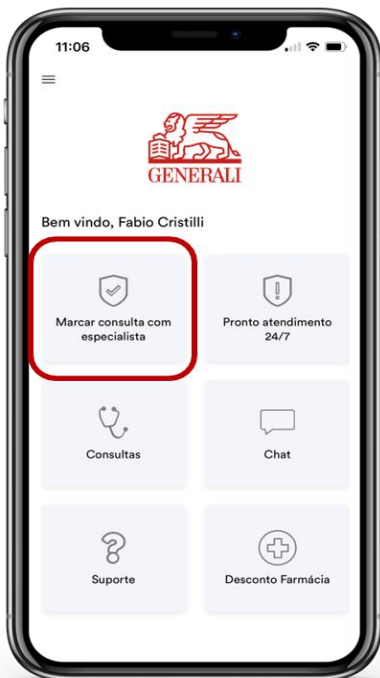 11:06
GENERALI
Bem vindo, Fabio Cristilli
Marcar consulta com
especialista
Pronto atendimento
24/7
Consultas
Chat
Suporte
Desconto Farmácia